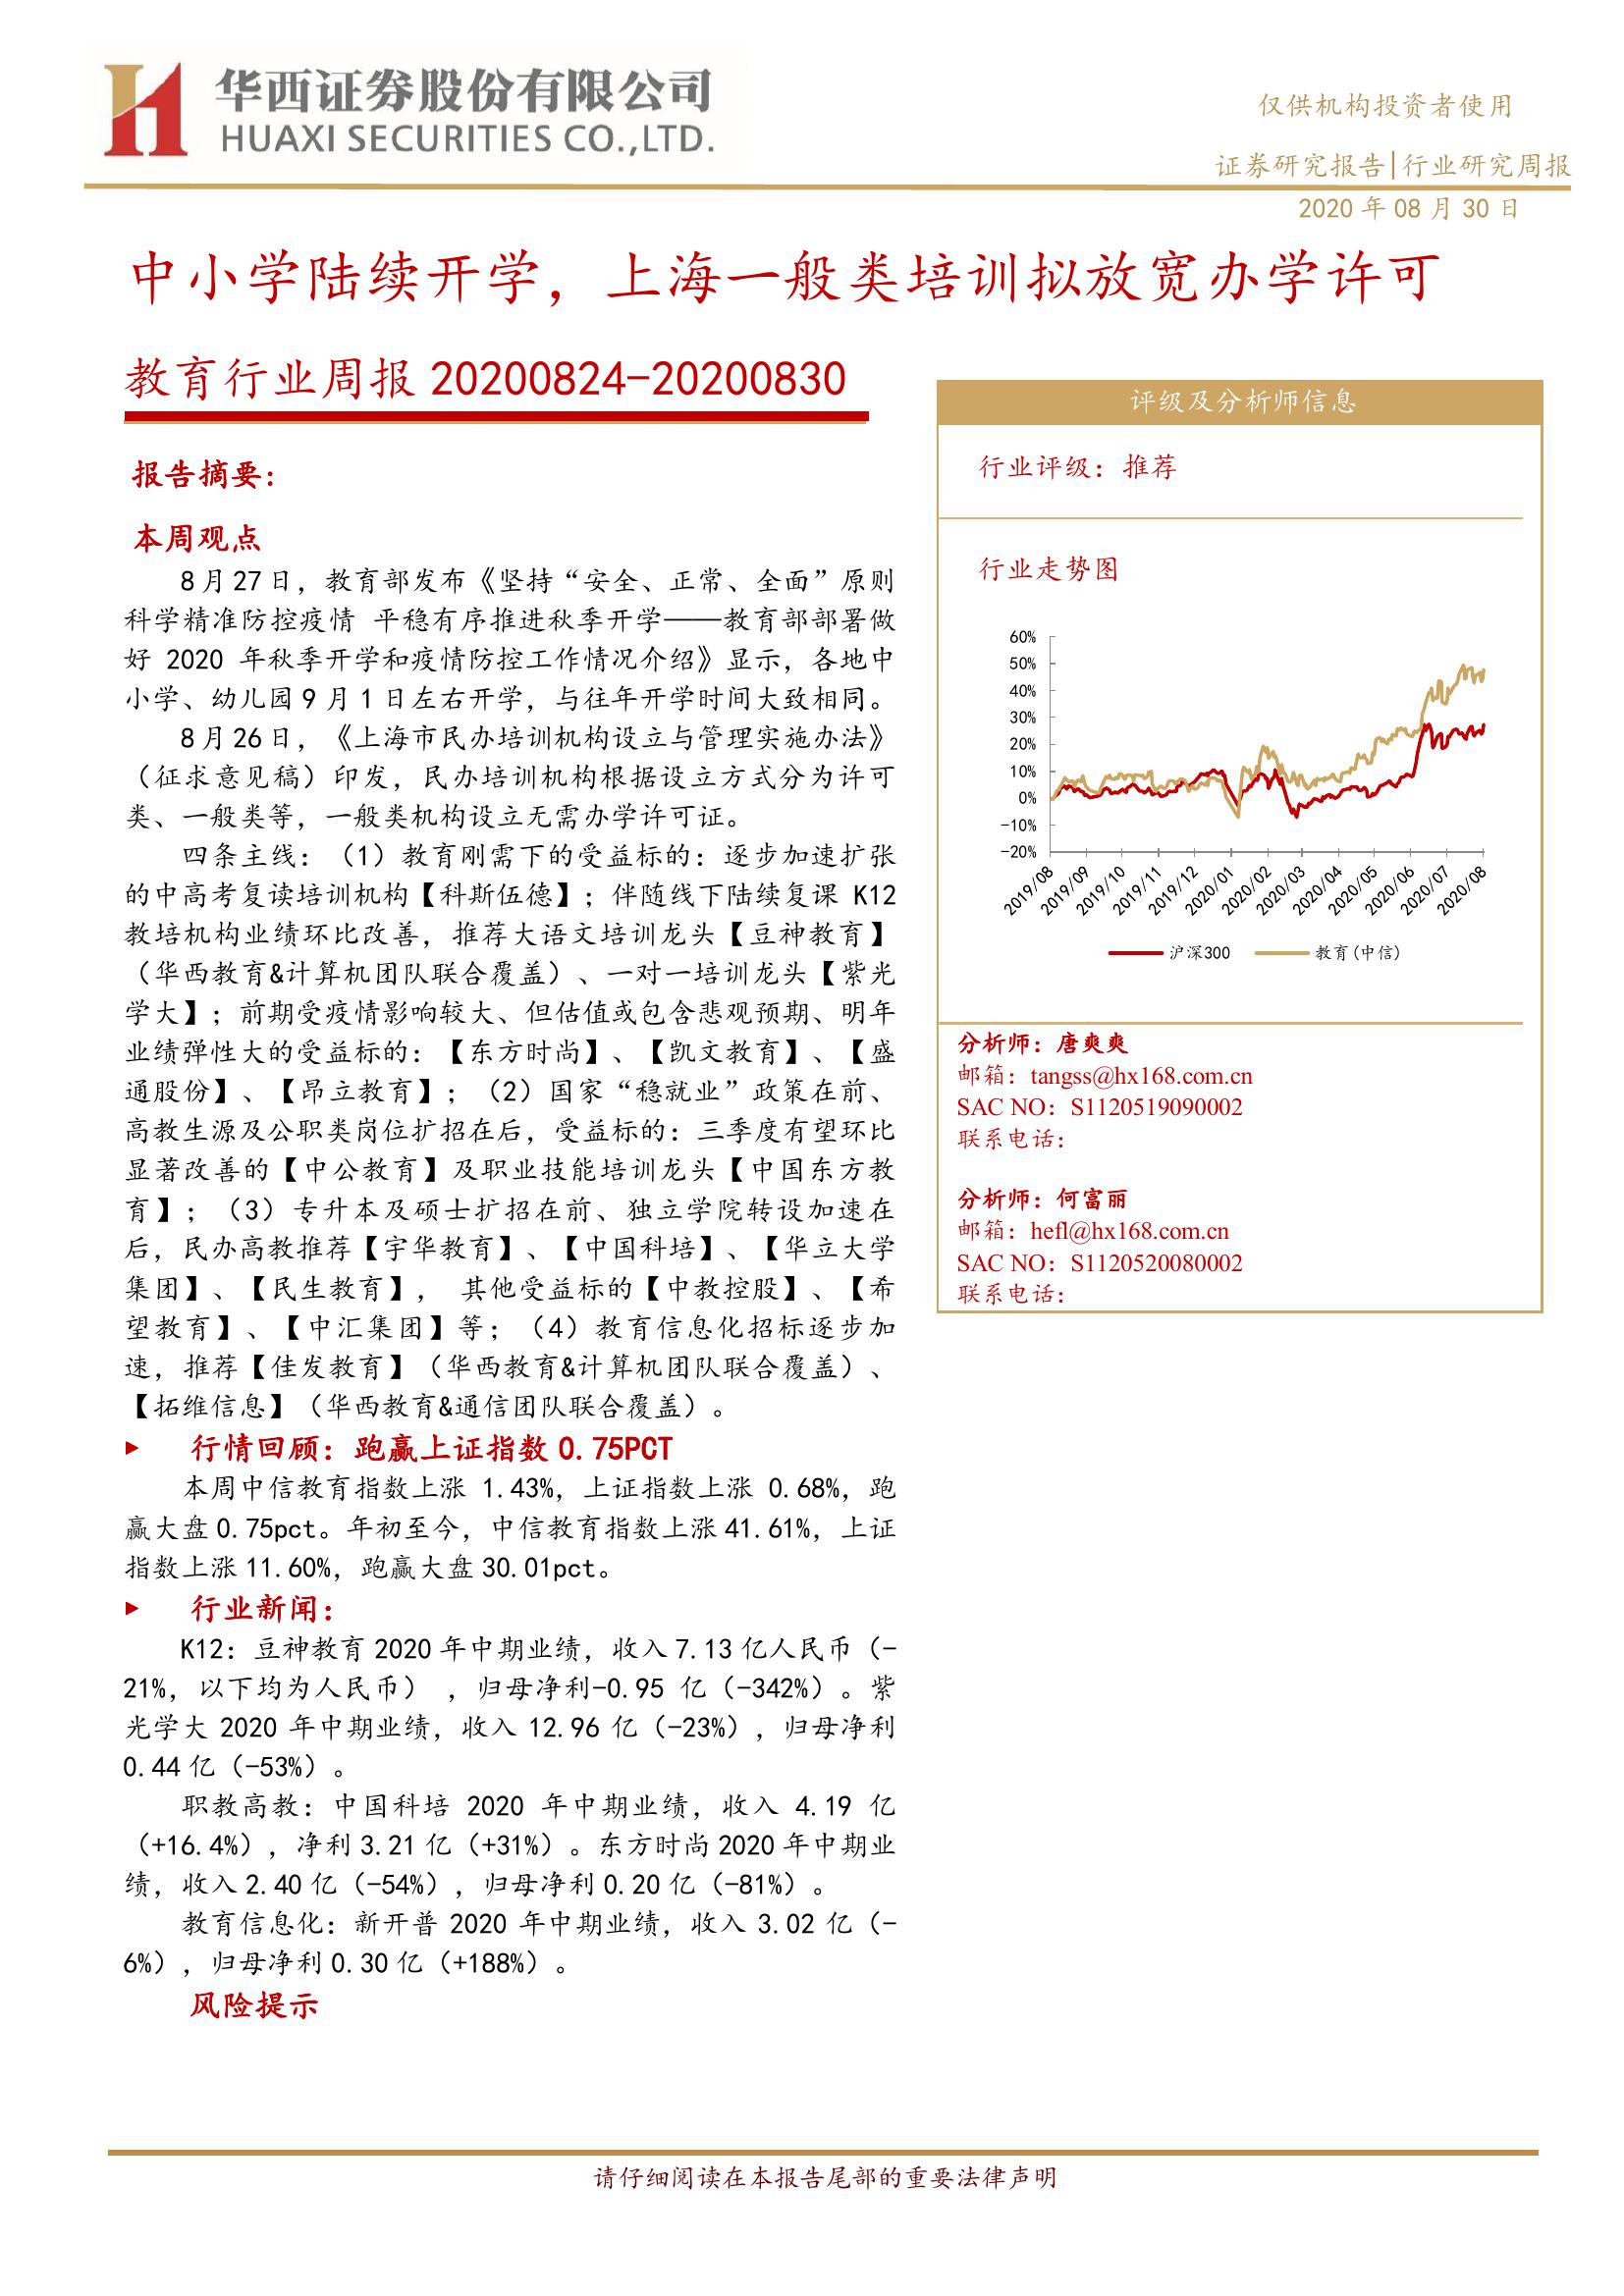 华西证券股份有限公司
HUAXI SECURITIES CO.,LTD.
仅供机构投资者使用
证券研究报告|行业研究周报
2020 年 08 月 30 日
中小学陆续开学，上海一般类培训拟放宽办学许可
教育行业周报 20200824-20200830
报告摘要：
本周观点
8 月 27 日，教育部发布《坚持“安全、正常、全面”原则
科学精准防控疫情 平稳有序推进秋季开学——教育部部署做
好 2020 年秋季开学和疫情防控工作情况介绍》显示，各地中
小学、幼儿园 9 月 1 日左右开学，与往年开学时间大致相同。
8 月 26 日，《上海市民办培训机构设立与管理实施办法》
（征求意见稿）印发，民办培训机构根据设立方式分为许可
类、一般类等，一般类机构设立无需办学许可证。
四条主线：（1）教育刚需下的受益标的：逐步加速扩张
的中高考复读培训机构【科斯伍德】；伴随线下陆续复课 K12
教培机构业绩环比改善，推荐大语文培训龙头【豆神教育】
（华西教育&计算机团队联合覆盖）、一对一培训龙头【紫光
学大】；前期受疫情影响较大、但估值或包含悲观预期、明年
业绩弹性大的受益标的：【东方时尚】、【凯文教育】、【盛
通股份】、【昂立教育】；（2）国家“稳就业”政策在前、
高教生源及公职类岗位扩招在后，受益标的：三季度有望环比
显著改善的【中公教育】及职业技能培训龙头【中国东方教
育】；（3）专升本及硕士扩招在前、独立学院转设加速在
后，民办高教推荐【宇华教育】、【中国科培】、【华立大学
集团】、【民生教育】， 其他受益标的【中教控股】、【希
望教育】、【中汇集团】等；（4）教育信息化招标逐步加
速，推荐【佳发教育】（华西教育&计算机团队联合覆盖）、
【拓维信息】（华西教育&通信团队联合覆盖）。
行情回顾：跑赢上证指数 0.75PCT
本周中信教育指数上涨 1.43%，上证指数上涨 0.68%，跑
赢大盘 0.75pct。年初至今，中信教育指数上涨 41.61%，上证
指数上涨 11.60%，跑赢大盘 30.01pct。
行业新闻：
K12：豆神教育 2020 年中期业绩，收入 7.13 亿人民币（-
21%，以下均为人民币） ，归母净利-0.95 亿（-342%）。紫
光学大 2020 年中期业绩，收入 12.96 亿（-23%），归母净利
0.44 亿（-53%）。
职教高教：中国科培 2020 年中期业绩，收入 4.19 亿
（+16.4%），净利 3.21 亿（+31%）。东方时尚 2020 年中期业
绩，收入 2.40 亿（-54%），归母净利 0.20 亿（-81%）。
教育信息化：新开普 2020 年中期业绩，收入 3.02 亿（-
6%），归母净利 0.30 亿（+188%）。
风险提示
评级及分析师信息
行业评级：推荐
行业走势图
60%
50%
40%
30%
20%
10%
0%
-10%
-20%
2019/08
2019/09
2019/10
2019/11
2019/12
2020/01
2020/02
2020/03
2020/04
2020/05
2020/06
2020/07
2020/08
沪深300
教育(中信)
分析师：唐爽爽
邮箱：tangss@hx168.com.cn
SAC NO：S1120519090002
联系电话：
分析师：何富丽
邮箱：hefl@hx168.com.cn
SAC NO：S1120520080002
联系电话：
请仔细阅读在本报告尾部的重要法律声明